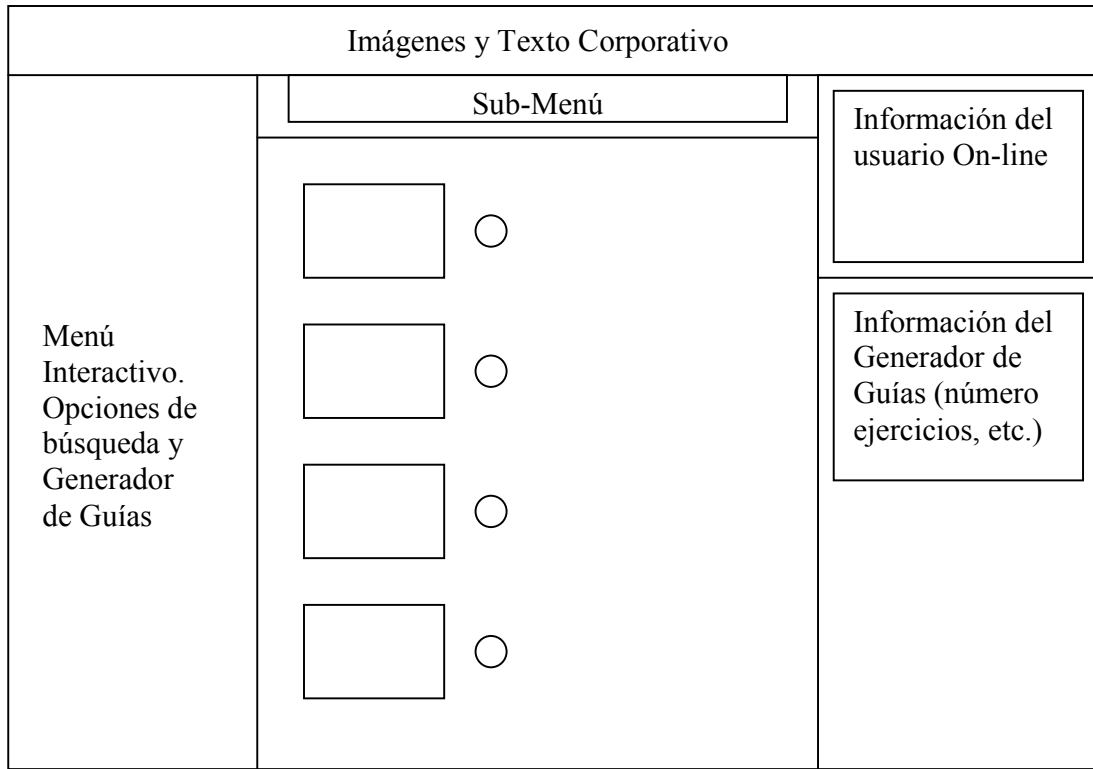 Imágenes y Texto Corporativo
Sub-Menú
Menú
Interactivo.
Opciones de
búsqueda y
Generador
de Guías
Información del
usuario On-line
Información del
Generador de
Guías (número
ejercicios, etc.)